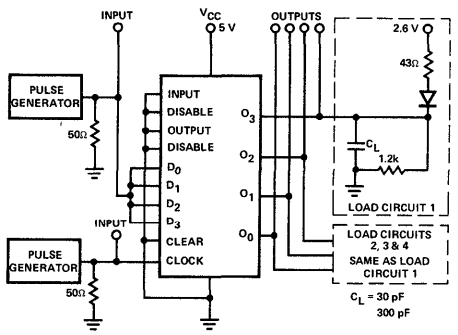 INPUT
VCC
5 V
OUTPUTS
2.6 V
43Ω
PULSE
GENERATOR
50Ω
INPUT
DISABLE
OUTPUT
DISABLE
D0
D1
D2
D3
CLEAR
CLOCK
O3
O2
O1
O0
CL
1.2k
LOAD CIRCUIT 1
INPUT
PULSE
GENERATOR
50Ω
LOAD CIRCUITS
2, 3 & 4
SAME AS LOAD
CIRCUIT 1
CL = 30 pF
300 pF